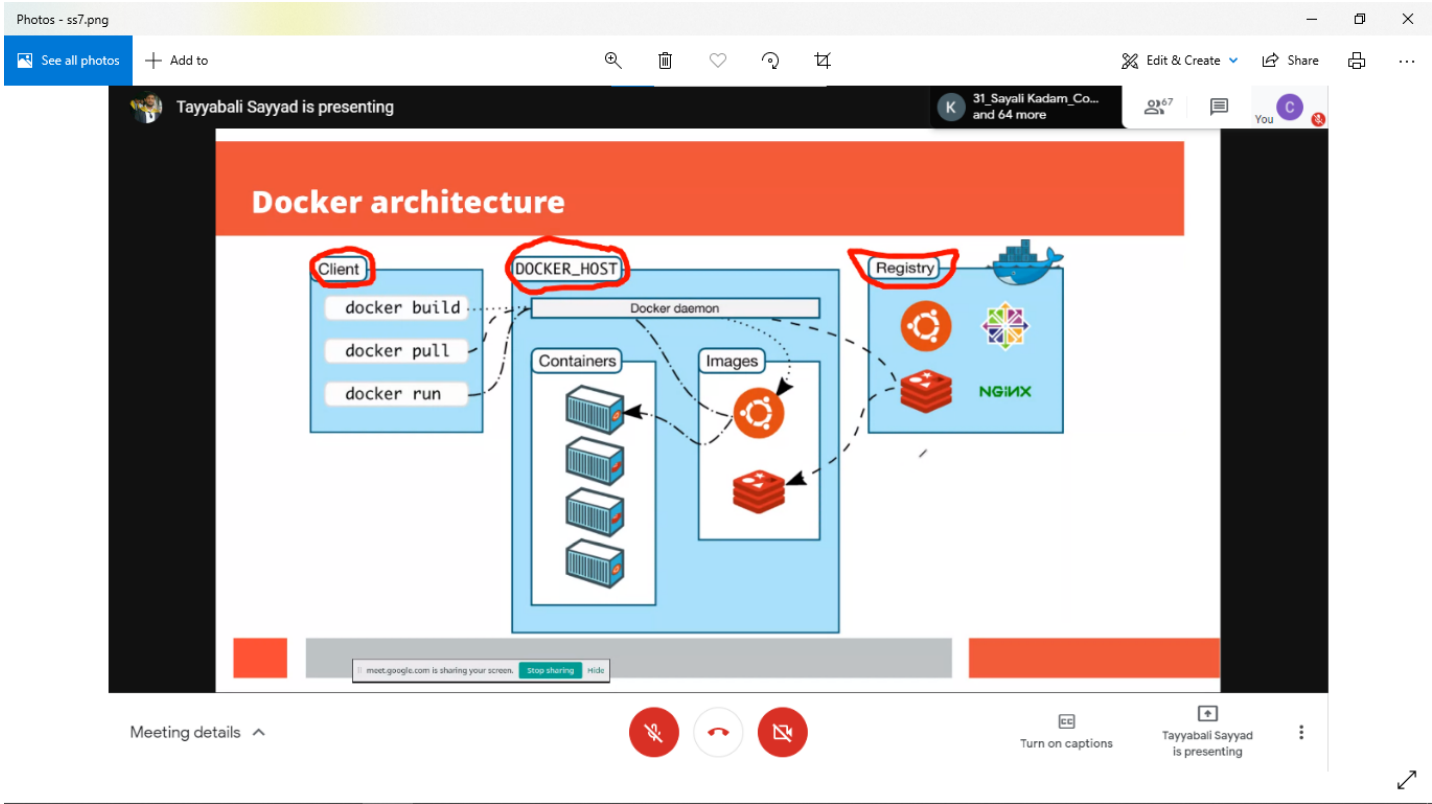 Photos - ss7.png
See all photos
Add to
Edit & Create
Share
Tayyabali Sayyad is presenting
K
31_Sayali Kadam_Co...
and 64 more
67
You
C
Docker architecture
Client
DOCKER_HOST
Registry
docker build
docker pull
docker run
Docker daemon
Containers
Images
NGiNX
meet.google.com is sharing your screen.
Stop sharing
Hide
Meeting details
CC
Turn on captions
Tayyabali Sayyad
is presenting